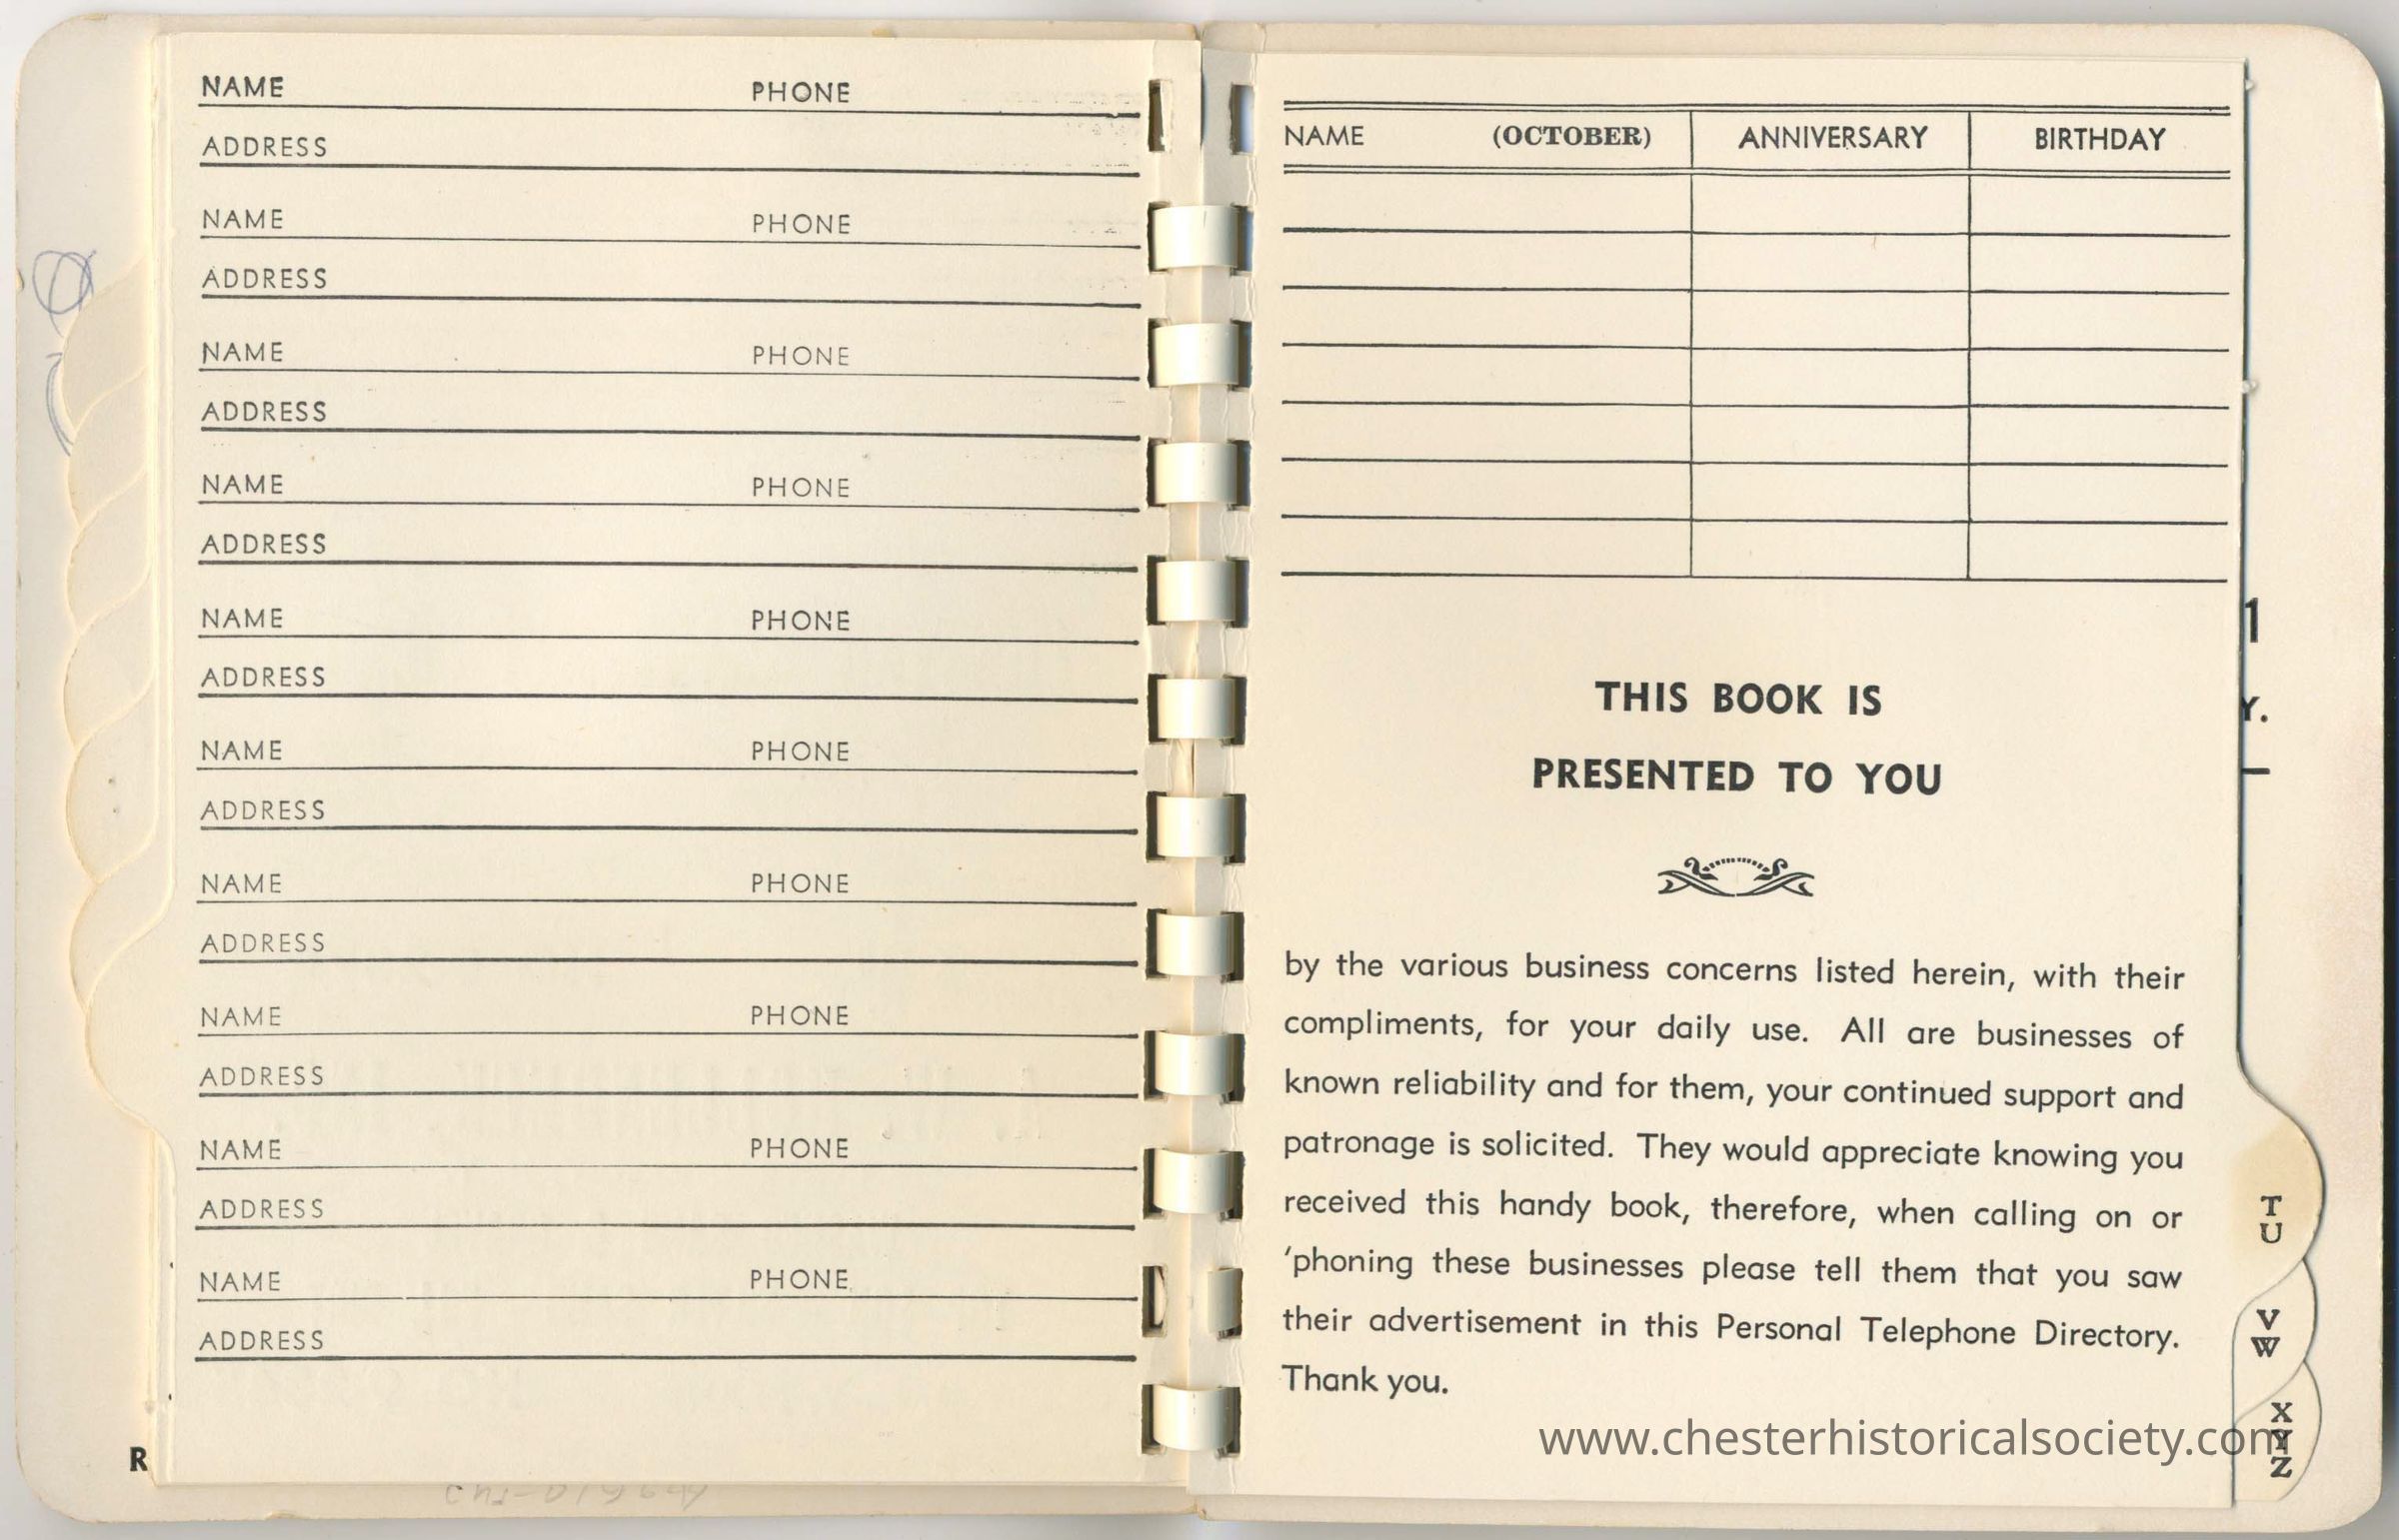 NAME PHONE
ADDRESS
NAME PHONE
ADDRESS
NAME PHONE
ADDRESS
NAME PHONE
ADDRESS
NAME PHONE
ADDRESS
NAME PHONE
ADDRESS
NAME PHONE
ADDRESS
NAME PHONE
ADDRESS
NAME PHONE
ADDRESS
NAME PHONE
ADDRESS
R
NAME (OCTOBER) ANNIVERSARY BIRTHDAY
THIS BOOK IS
PRESENTED TO YOU
by the various business concerns listed herein, with their
compliments, for your daily use. All are businesses of
known reliability and for them, your continued support and
patronage is solicited. They would appreciate knowing you
received this handy book, therefore, when calling on or
'phoning these businesses please tell them that you saw
their advertisement in this Personal Telephone Directory.
Thank you.
1
Y.
T
U
V
W
X
Y
Z
www.chesterhistoricalsociety.com